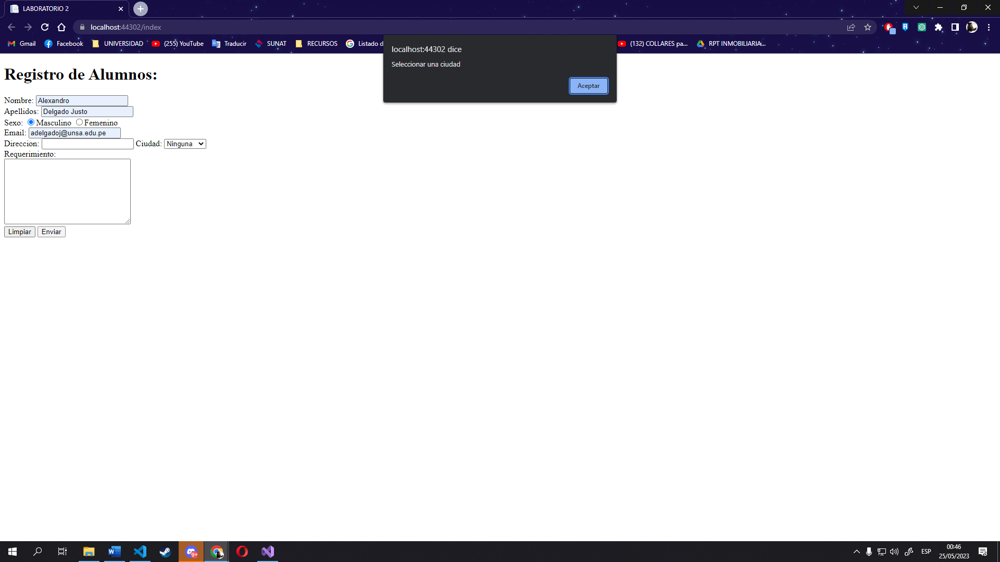 LABORATORIO 2
localhost:44302/index
Gmail Facebook UNIVERSIDAD (255) YouTube Traducir SUNAT RECURSOS Listado d (132) COLLARES pa... RPT INMOBILIARIA...
localhost:44302 dice
Seleccionar una ciudad
Aceptar
Registro de Alumnos:
Nombre: Alexandro
Apellidos: Delgado Justo
Sexo: Masculino Femenino
Email: adelgadoj@unsa.edu.pe
Direccion: Ciudad: Ninguna
Requerimiento:
Limpiar Enviar
9+
ESP
00:46
25/05/2023